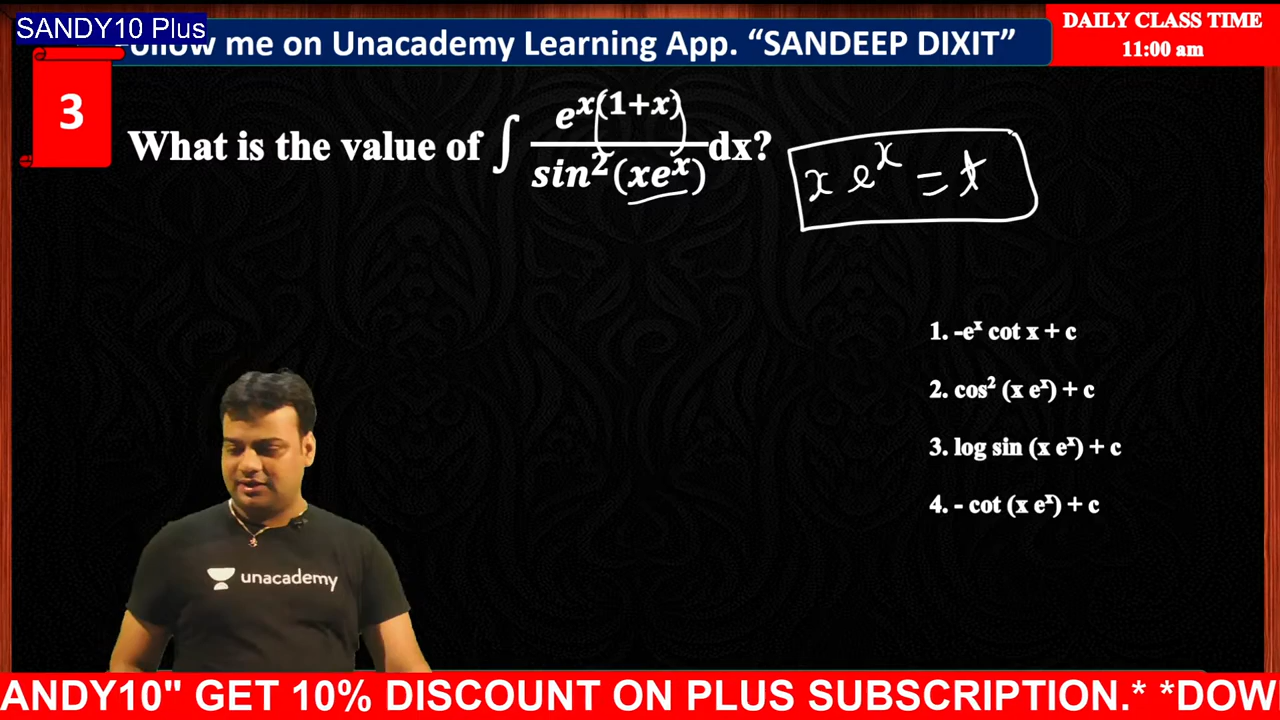 SANDY10 Plus
Follow me on Unacademy Learning App. “SANDEEP DIXIT”
DAILY CLASS TIME
11:00 am
3
What is the value of ∫ e^x(1+x) / sin²(xe^x) dx?
x e^x = t
1. -e^x cot x + c
2. cos² (x e^x) + c
3. log sin (x e^x) + c
4. - cot (x e^x) + c
unacademy
ANDY10" GET 10% DISCOUNT ON PLUS SUBSCRIPTION.* *DOW